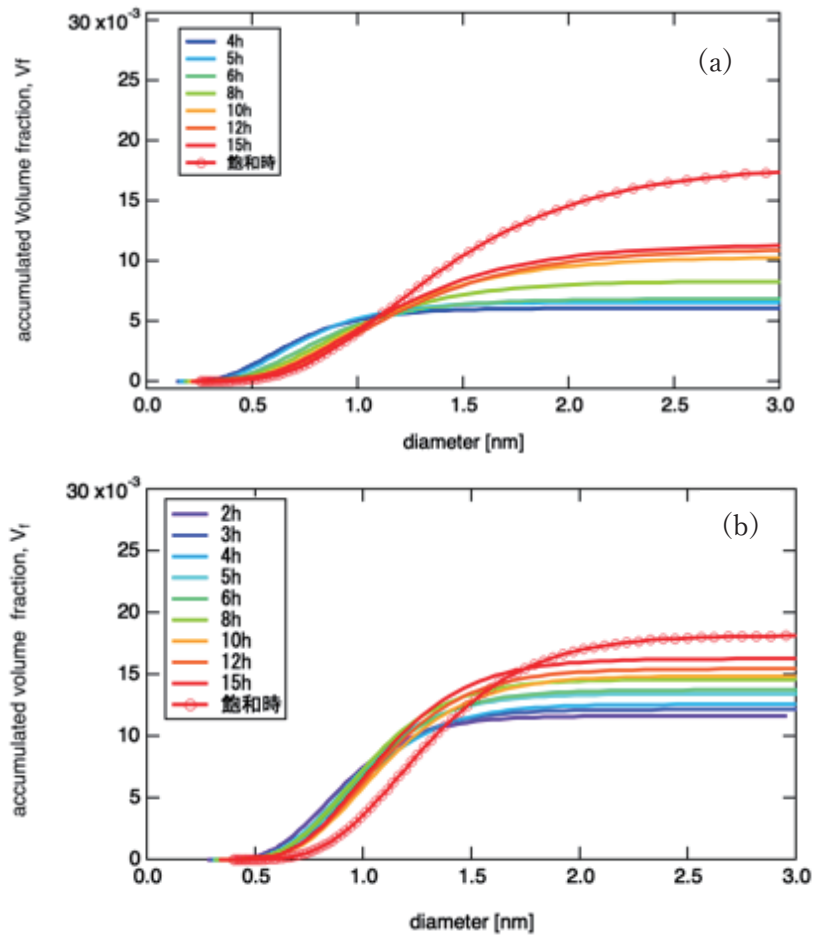 30 x10⁻³
25
20
15
10
5
0
accumulated Volume fraction, Vf
4h
5h
6h
8h
10h
12h
15h
飽和時
(a)
0.0 0.5 1.0 1.5 2.0 2.5 3.0
diameter [nm]
30 x10⁻³
25
20
15
10
5
0
accumulated volume fraction, V_f
2h
3h
4h
5h
6h
8h
10h
12h
15h
飽和時
(b)
0.0 0.5 1.0 1.5 2.0 2.5 3.0
diameter [nm]